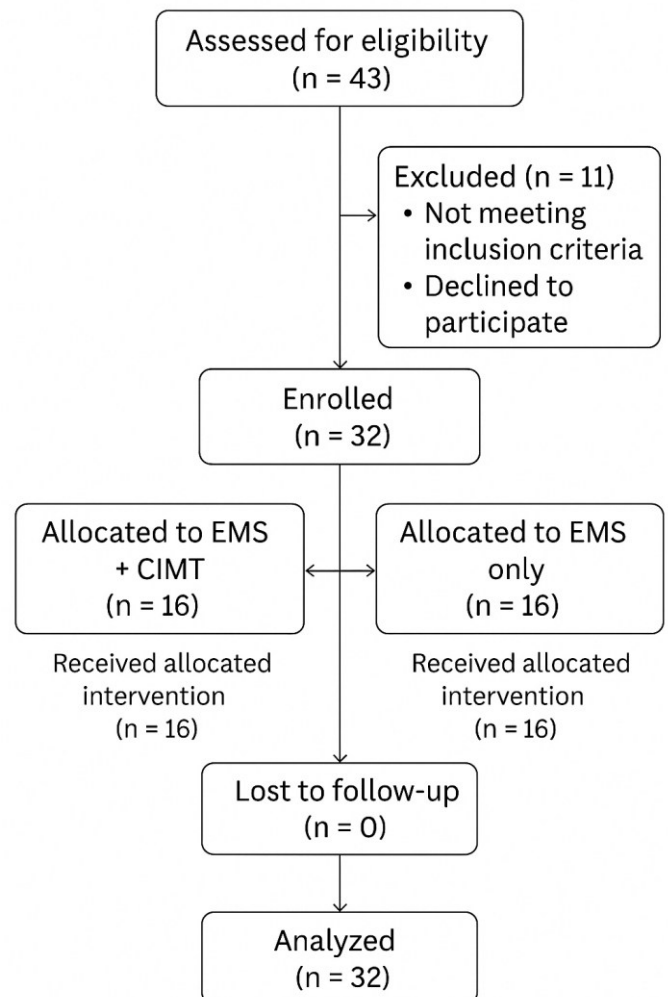 Assessed for eligibility
(n = 43)
Excluded (n = 11)
• Not meeting
inclusion criteria
• Declined to
participate
Enrolled
(n = 32)
Allocated to EMS
+ CIMT
(n = 16)
Received allocated
intervention
(n = 16)
Allocated to EMS
only
(n = 16)
Received allocated
intervention
(n = 16)
Lost to follow-up
(n = 0)
Analyzed
(n = 32)